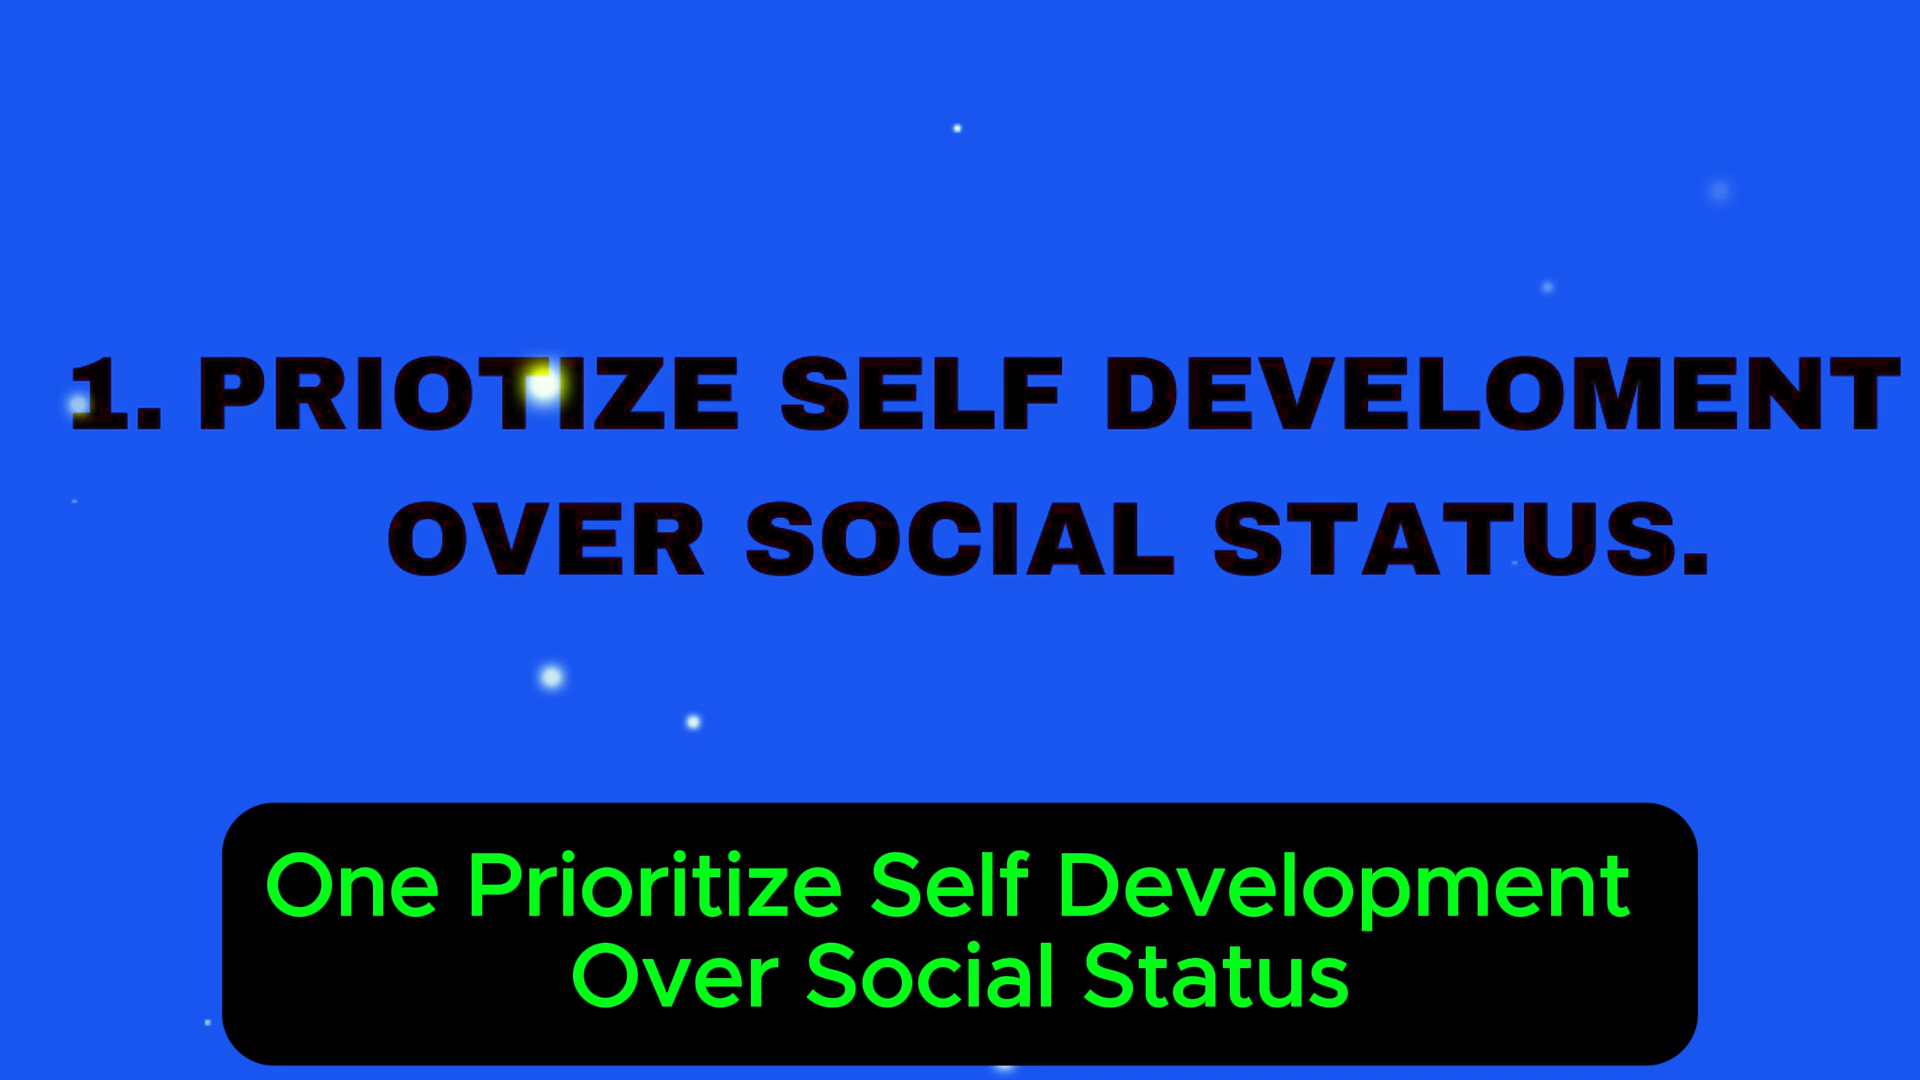 1. PRIOTIZE SELF DEVELOMENT
OVER SOCIAL STATUS.
One Prioritize Self Development
Over Social Status